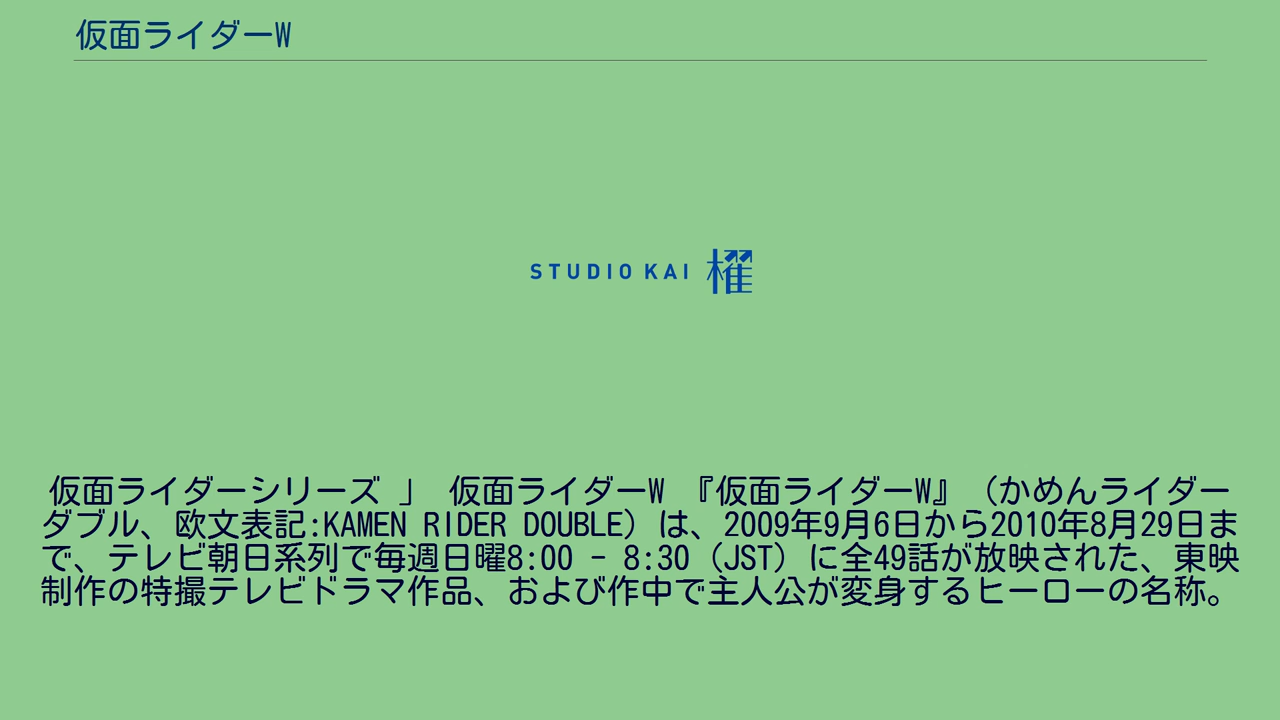 仮面ライダーW
STUDIO KAI 櫂
仮面ライダーシリーズ 」 仮面ライダーW 『仮面ライダーW』（かめんライダー
ダブル、欧文表記:KAMEN RIDER DOUBLE）は、2009年9月6日から2010年8月29日ま
で、テレビ朝日系列で毎週日曜8:00 - 8:30（JST）に全49話が放映された、東映
制作の特撮テレビドラマ作品、および作中で主人公が変身するヒーローの名称。